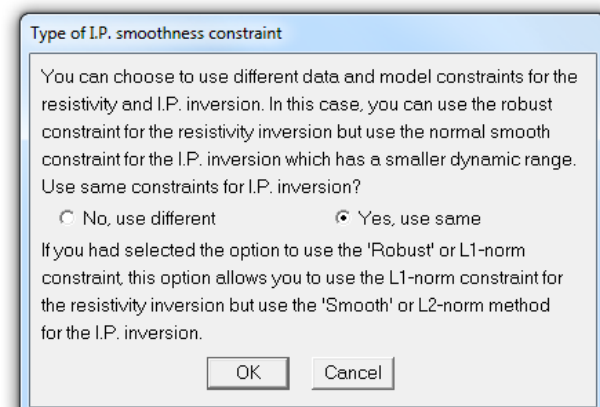 Type of I.P. smoothness constraint
You can choose to use different data and model constraints for the
resistivity and I.P. inversion. In this case, you can use the robust
constraint for the resistivity inversion but use the normal smooth
constraint for the I.P. inversion which has a smaller dynamic range.
Use same constraints for I.P. inversion?
No, use different Yes, use same
If you had selected the option to use the 'Robust' or L1-norm
constraint, this option allows you to use the L1-norm constraint for
the resistivity inversion but use the 'Smooth' or L2-norm method
for the I.P. inversion.
OK Cancel